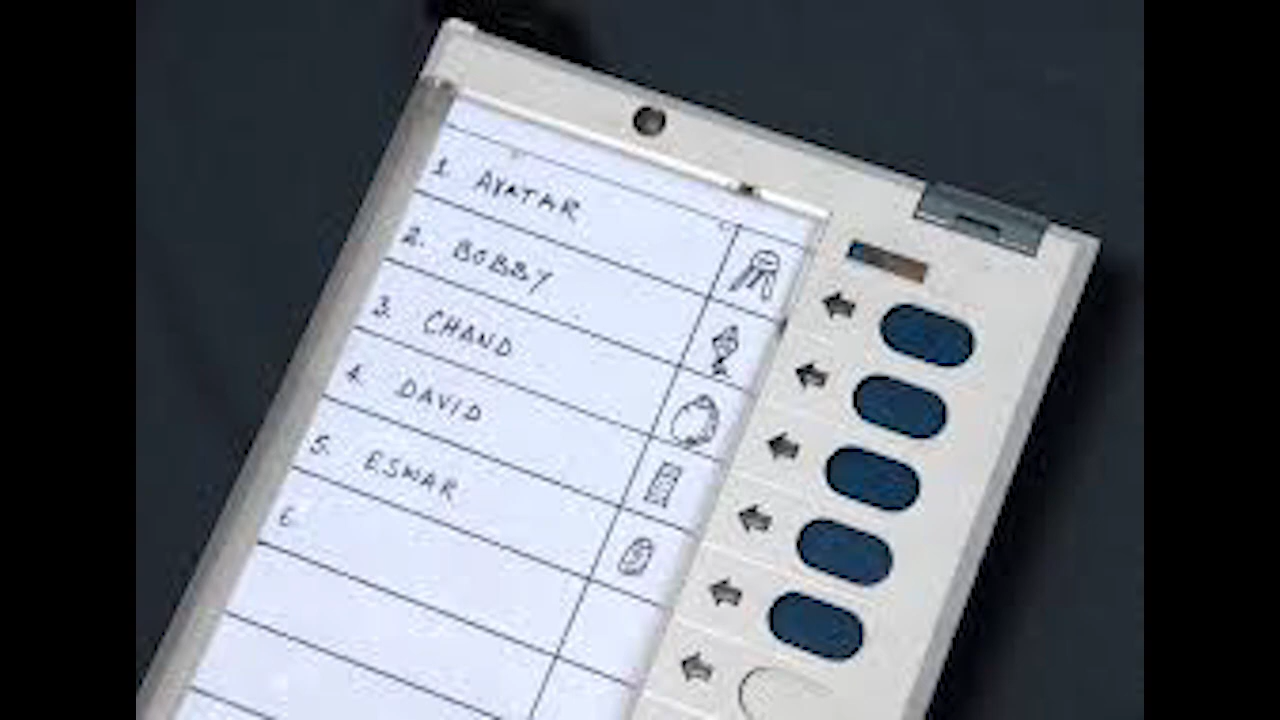 1. AVATAR
2. BOBBY
3. CHAND
4. DAVID
5. ESWAR
6.